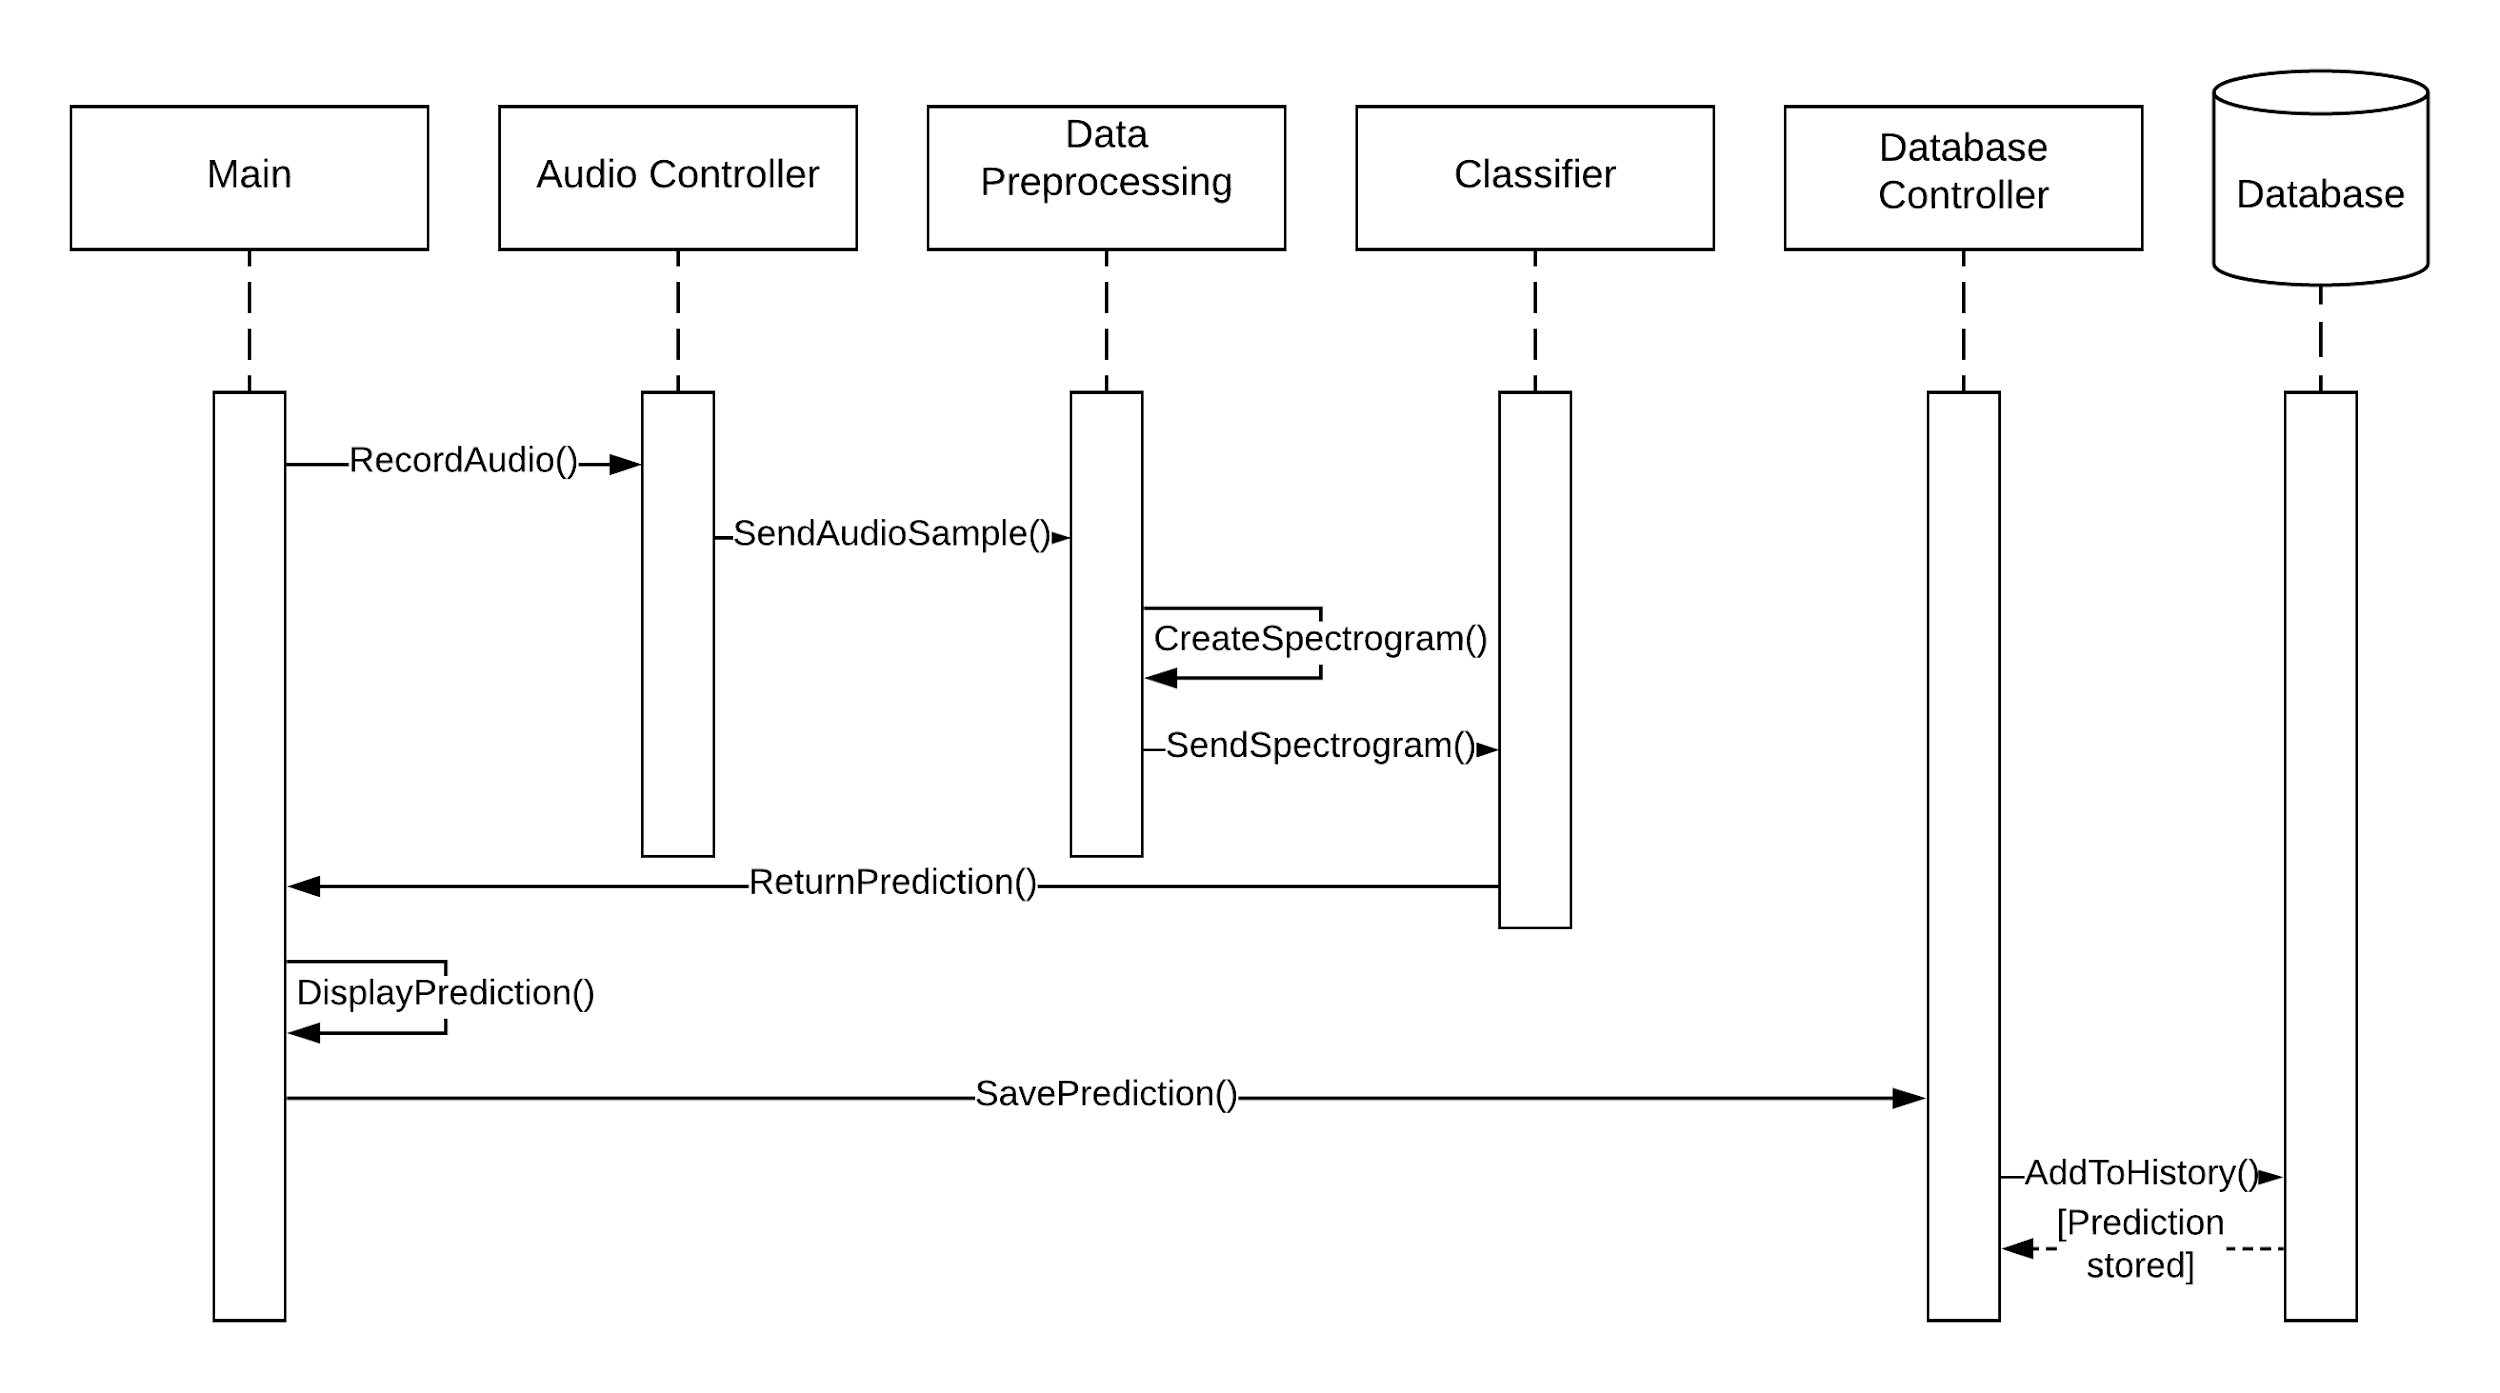 Main
Audio Controller
Data
Preprocessing
Classifier
Database
Controller
Database
RecordAudio()
SendAudioSample()
CreateSpectrogram()
SendSpectrogram()
ReturnPrediction()
DisplayPrediction()
SavePrediction()
AddToHistory()
[Prediction
stored]